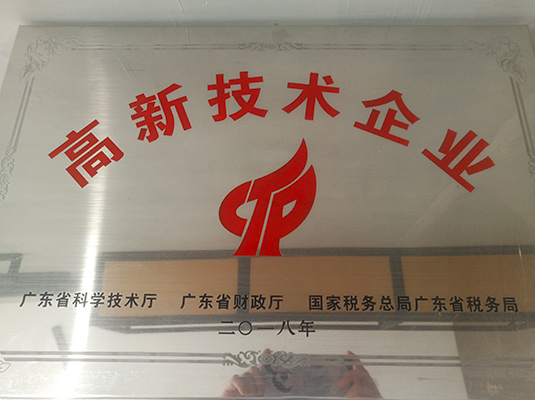 高新技术企业
广东省科学技术厅 广东省财政厅 国家税务总局广东省税务局
二〇一八年